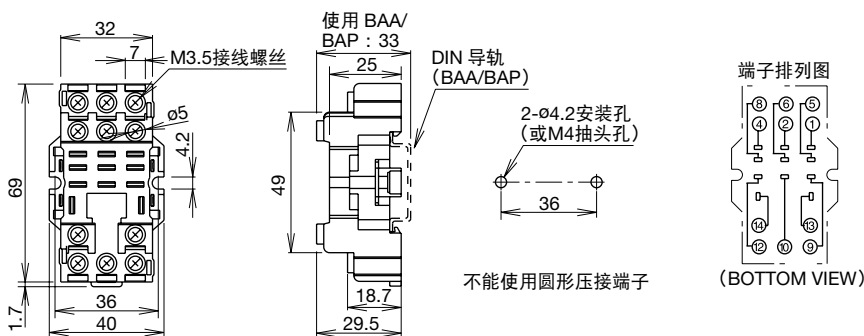 32
7
M3.5接线螺丝
ø5
4.2
69
1.7
36
40
使用 BAA/
BAP：33
25
DIN 导轨
（BAA/BAP）
49
18.7
29.5
2-ø4.2安装孔
（或M4抽头孔）
36
不能使用圆形压接端子
端子排列图
8 6 5
4 2 1
14 13
12 10 9
(BOTTOM VIEW)